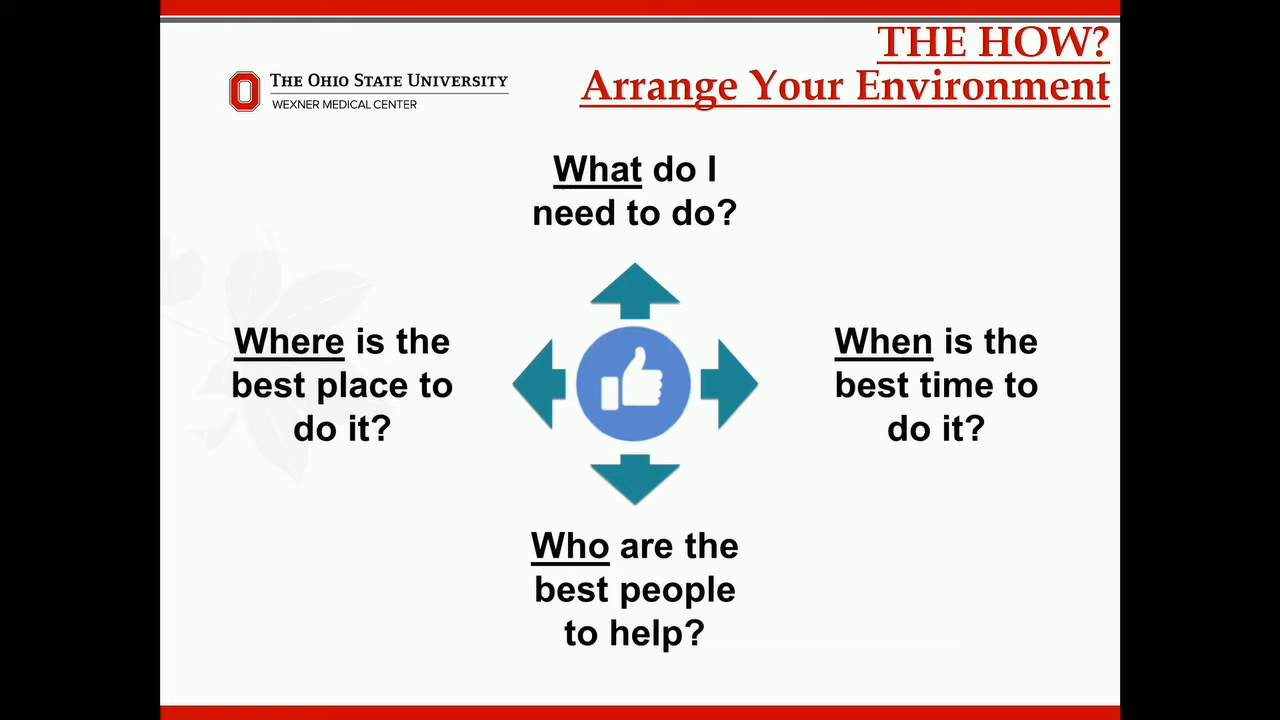 THE HOW?
Arrange Your Environment
THE OHIO STATE UNIVERSITY
WEXNER MEDICAL CENTER
What do I
need to do?
Where is the
best place to
do it?
When is the
best time to
do it?
Who are the
best people
to help?